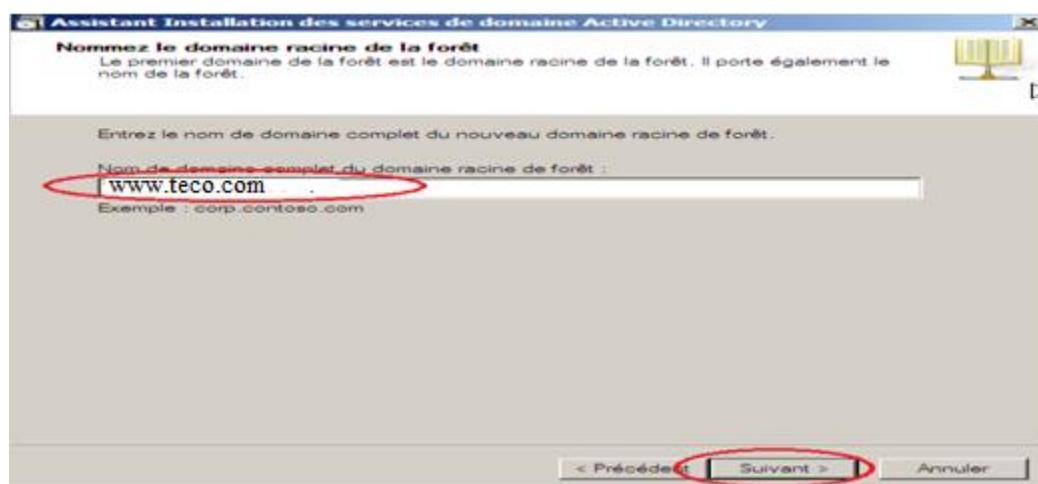 Assistant Installation des services de domaine Active Directory
Nommez le domaine racine de la forêt
Le premier domaine de la forêt est le domaine racine de la forêt. Il porte également le
nom de la forêt.
Entrez le nom de domaine complet du nouveau domaine racine de forêt.
Nom de domaine complet du domaine racine de forêt :
www.teco.com .
Exemple : corp.contoso.com
< Précédent
Suivant >
Annuler